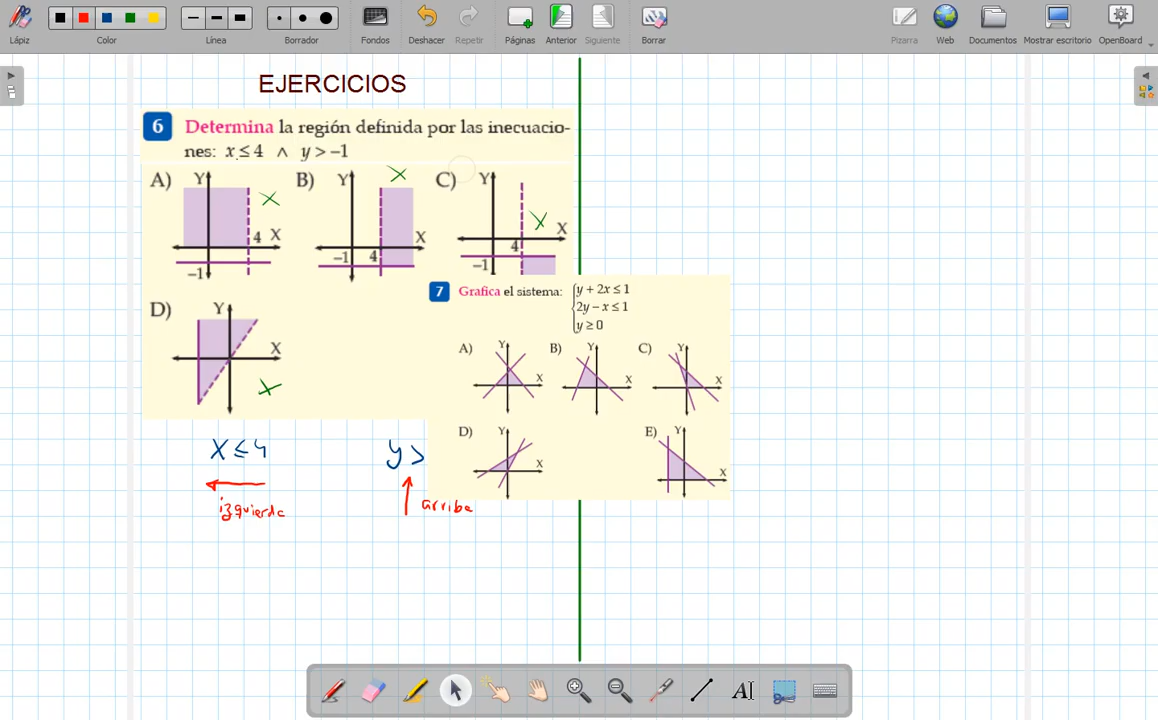 Lápiz
Color
Línea
Borrador
Fondos
Deshacer
Repetir
Páginas
Anterior
Siguiente
Borrar
Pizarra
Web
Documentos
Mostrar escritorio
OpenBoard
EJERCICIOS
6 Determina la región definida por las inecuacio-
nes: x ≤ 4 ∧ y > −1
A) Y 4 X −1
B) Y X −1 4
C) Y X 4 −1
D) Y X
7 Grafica el sistema:
y + 2x ≤ 1
2y − x ≤ 1
y ≥ 0
A) Y X
B) Y X
C) Y X
D) Y X
E) Y X
x ≤ 4
izquierda
y >
arriba
AI